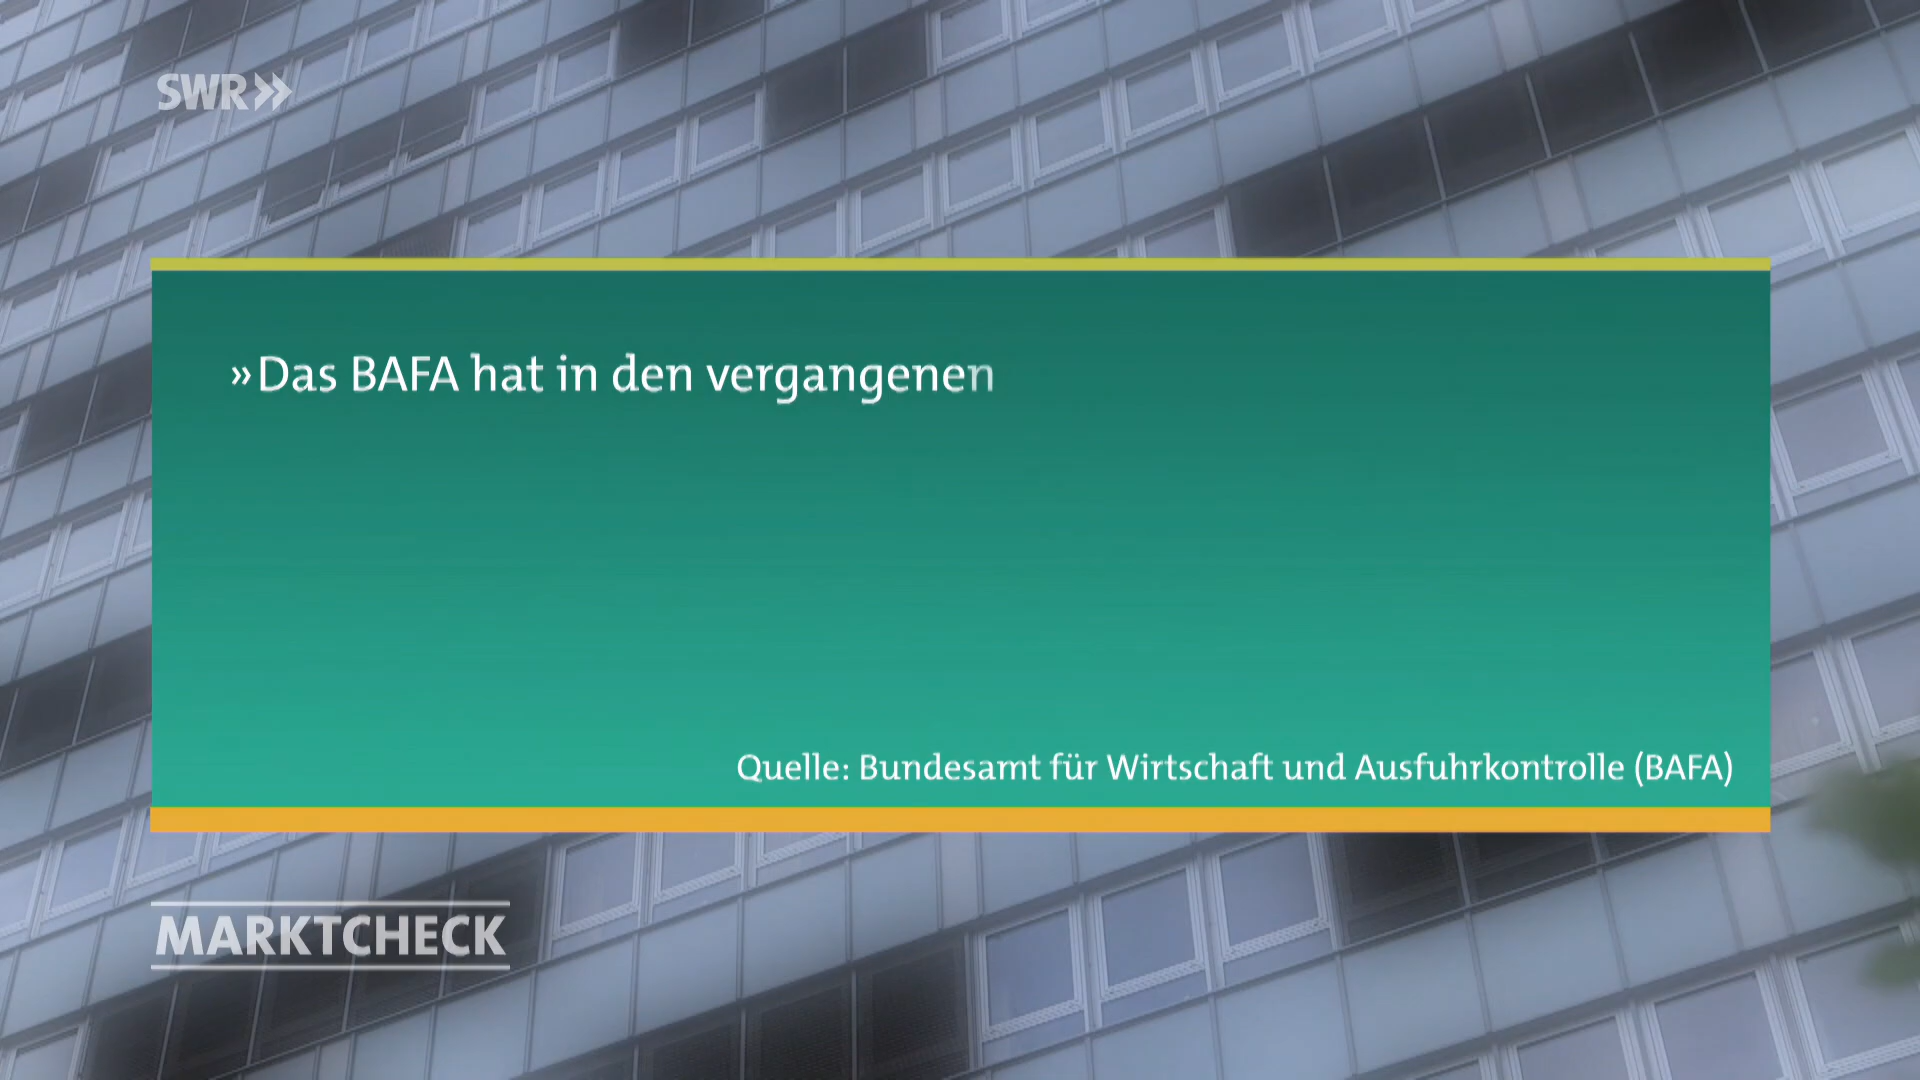 SWR»
»Das BAFA hat in den vergangenen
Quelle: Bundesamt für Wirtschaft und Ausfuhrkontrolle (BAFA)
MARKTCHECK